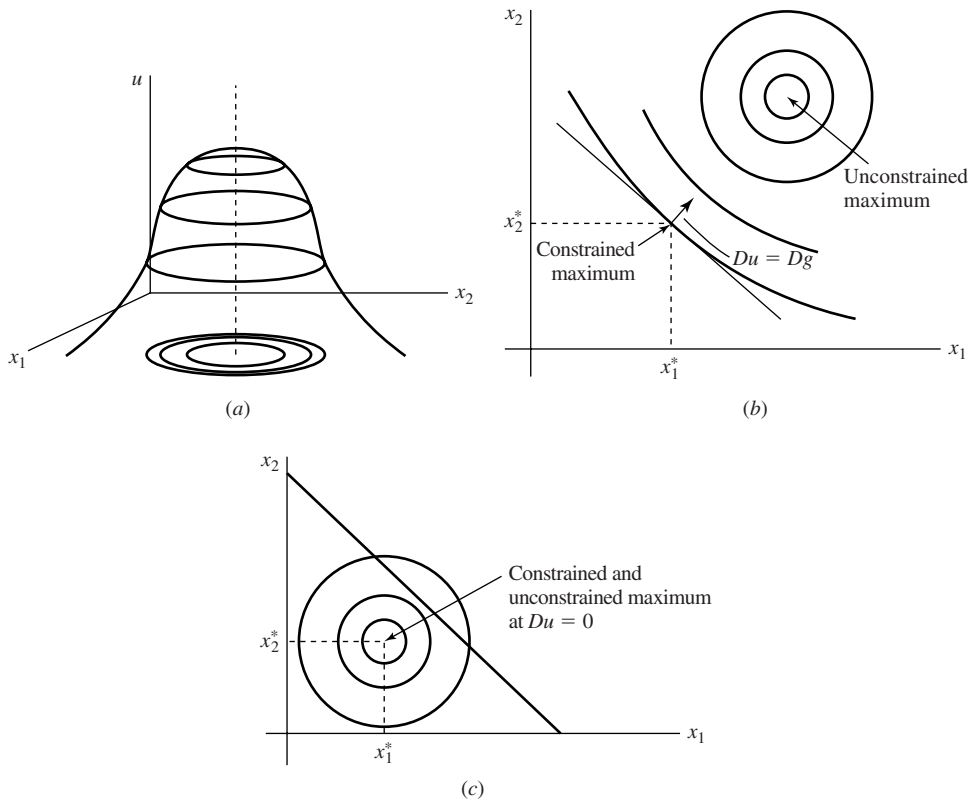 u
x₂
x₁
(a)
x₂
Unconstrained
maximum
x₂*
Constrained
maximum
Du = Dg
x₁
x₁*
(b)
x₂
Constrained and
unconstrained maximum
at Du = 0
x₂*
x₁
x₁*
(c)